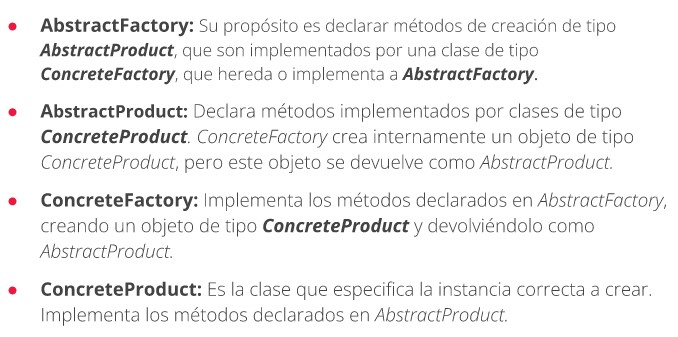 ● AbstractFactory: Su propósito es declarar métodos de creación de tipo
AbstractProduct, que son implementados por una clase de tipo
ConcreteFactory, que hereda o implementa a AbstractFactory.
● AbstractProduct: Declara métodos implementados por clases de tipo
ConcreteProduct. ConcreteFactory crea internamente un objeto de tipo
ConcreteProduct, pero este objeto se devuelve como AbstractProduct.
● ConcreteFactory: Implementa los métodos declarados en AbstractFactory,
creando un objeto de tipo ConcreteProduct y devolviéndolo como
AbstractProduct.
● ConcreteProduct: Es la clase que especifica la instancia correcta a crear.
Implementa los métodos declarados en AbstractProduct.